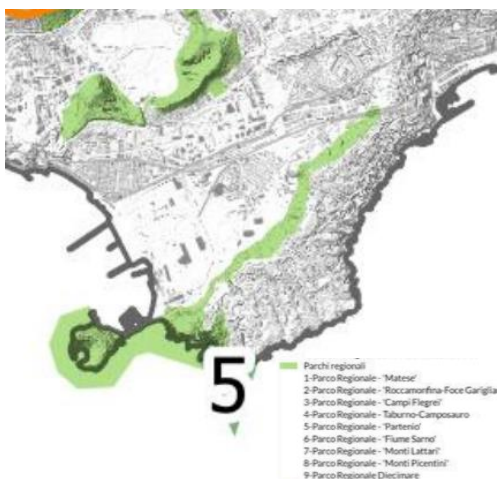 5
Parchi regionali
1-Parco Regionale - 'Matese'
2-Parco Regionale - 'Roccamonfina-Foce Gariglia
3-Parco Regionale - 'Campi Flegrei'
4-Parco Regionale - Taburno-Camposauro
5-Parco Regionale - 'Partenio'
6-Parco Regionale - 'Fiume Sarno'
7-Parco Regionale - 'Monti Lattari'
8-Parco Regionale - 'Monti Picentini'
9-Parco Regionale Diecimare